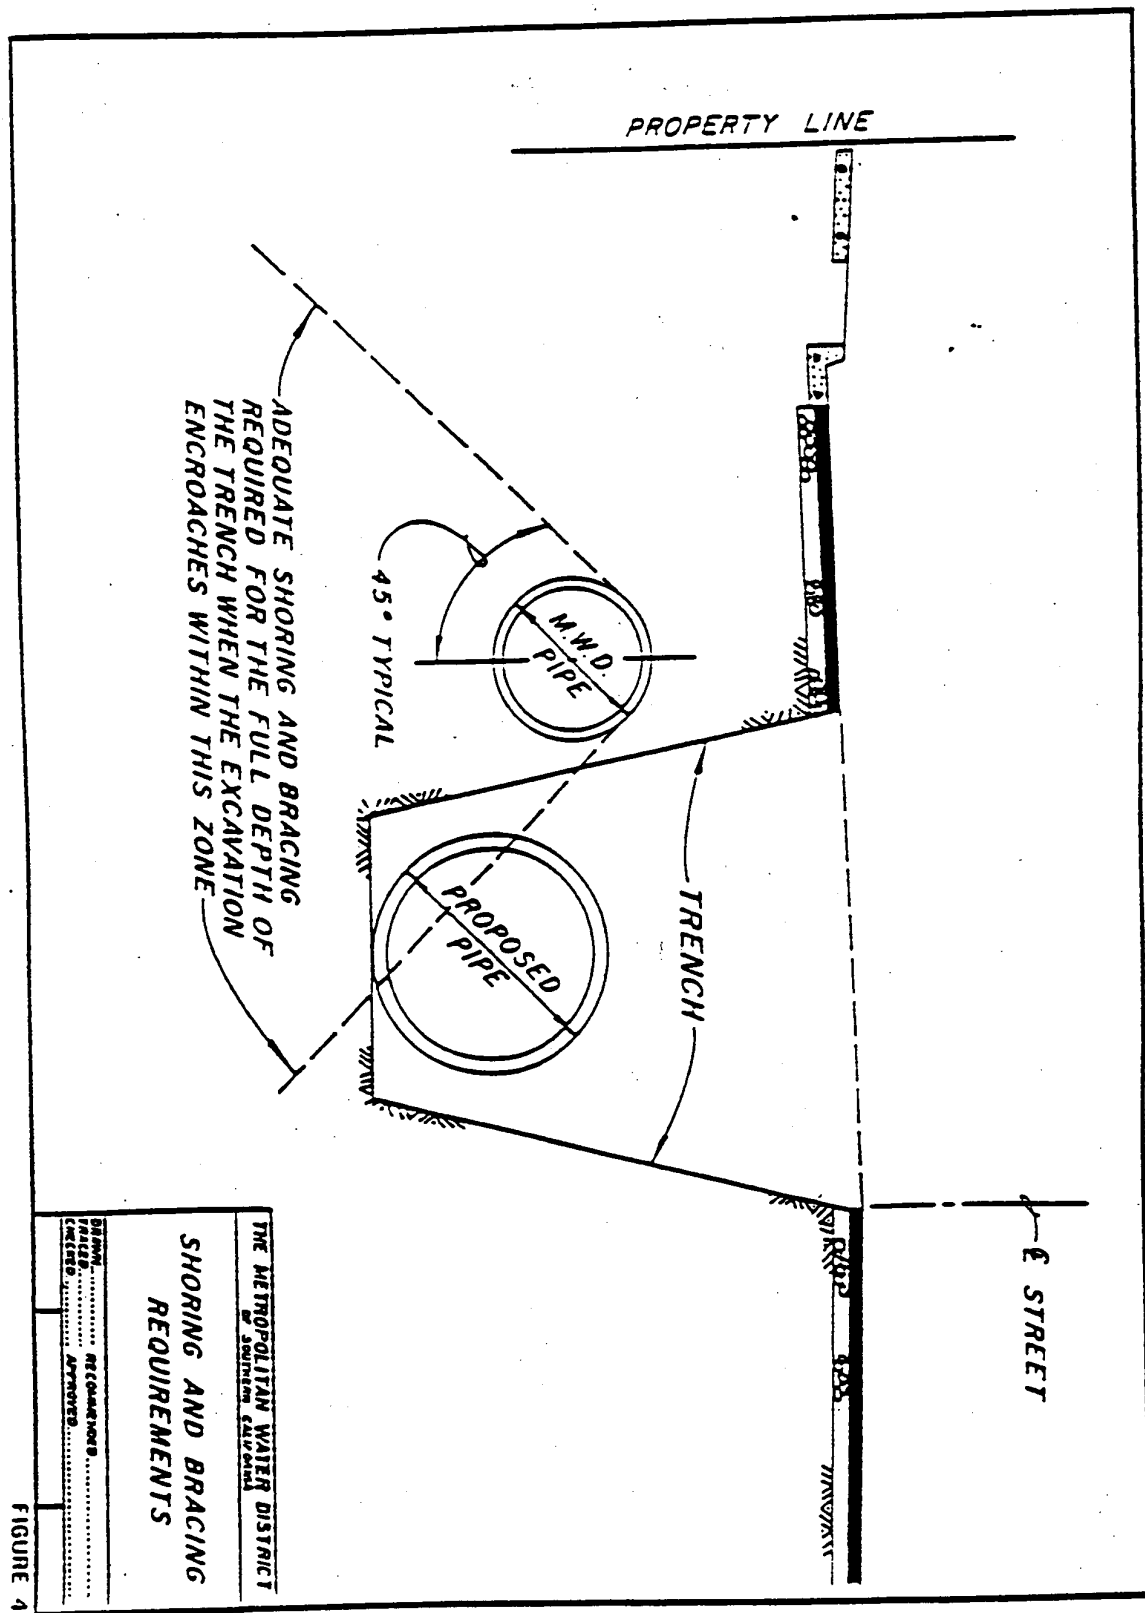 PROPERTY LINE
℄ STREET
TRENCH
M.W.D.
PIPE
PROPOSED
PIPE
45° TYPICAL
ADEQUATE SHORING AND BRACING
REQUIRED FOR THE FULL DEPTH OF
THE TRENCH WHEN THE EXCAVATION
ENCROACHES WITHIN THIS ZONE
THE METROPOLITAN WATER DISTRICT
OF SOUTHERN CALIFORNIA
SHORING AND BRACING
REQUIREMENTS
DRAWN.......... RECOMMENDED..............
TRACED..........
CHECKED.......... APPROVED..................
FIGURE 4